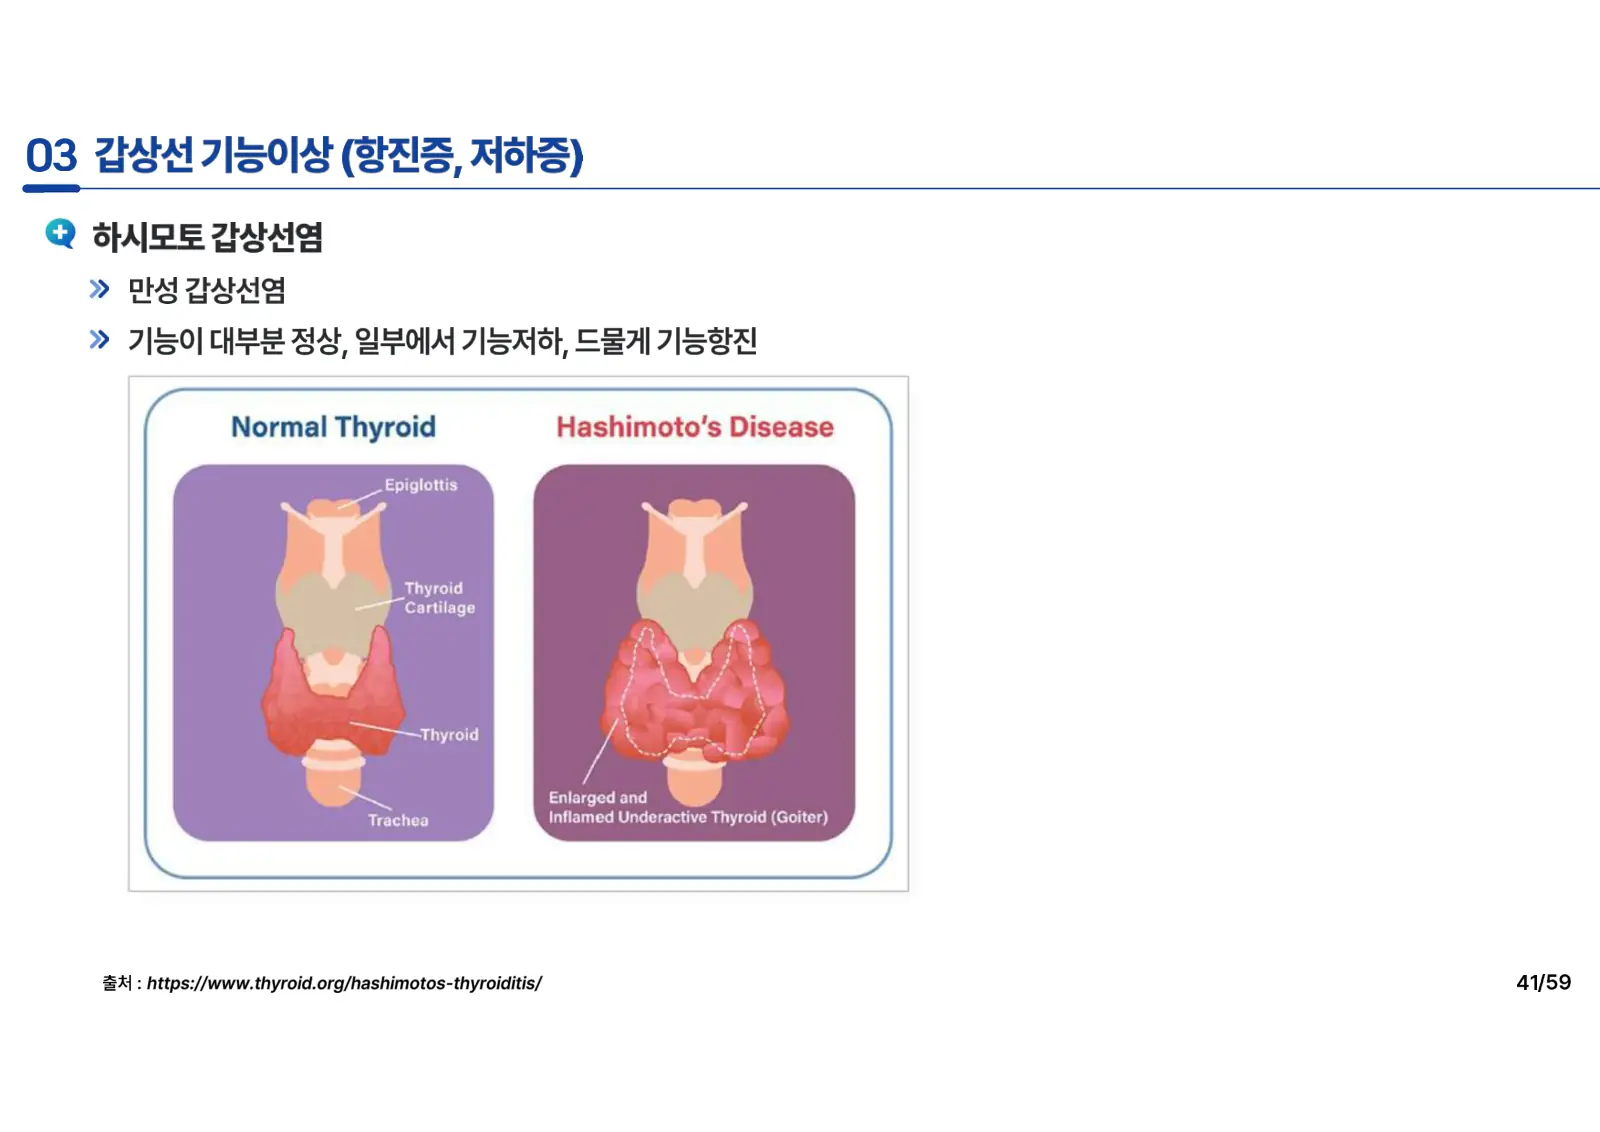 03 갑상선 기능이상 (항진증, 저하증)
하시모토 갑상선염
만성 갑상선염
기능이 대부분 정상, 일부에서 기능저하, 드물게 기능항진
Normal Thyroid
Epiglottis
Thyroid
Cartilage
Thyroid
Trachea
Hashimoto's Disease
Enlarged and
Inflamed Underactive Thyroid (Goiter)
출처 : https://www.thyroid.org/hashimotos-thyroiditis/
41/59